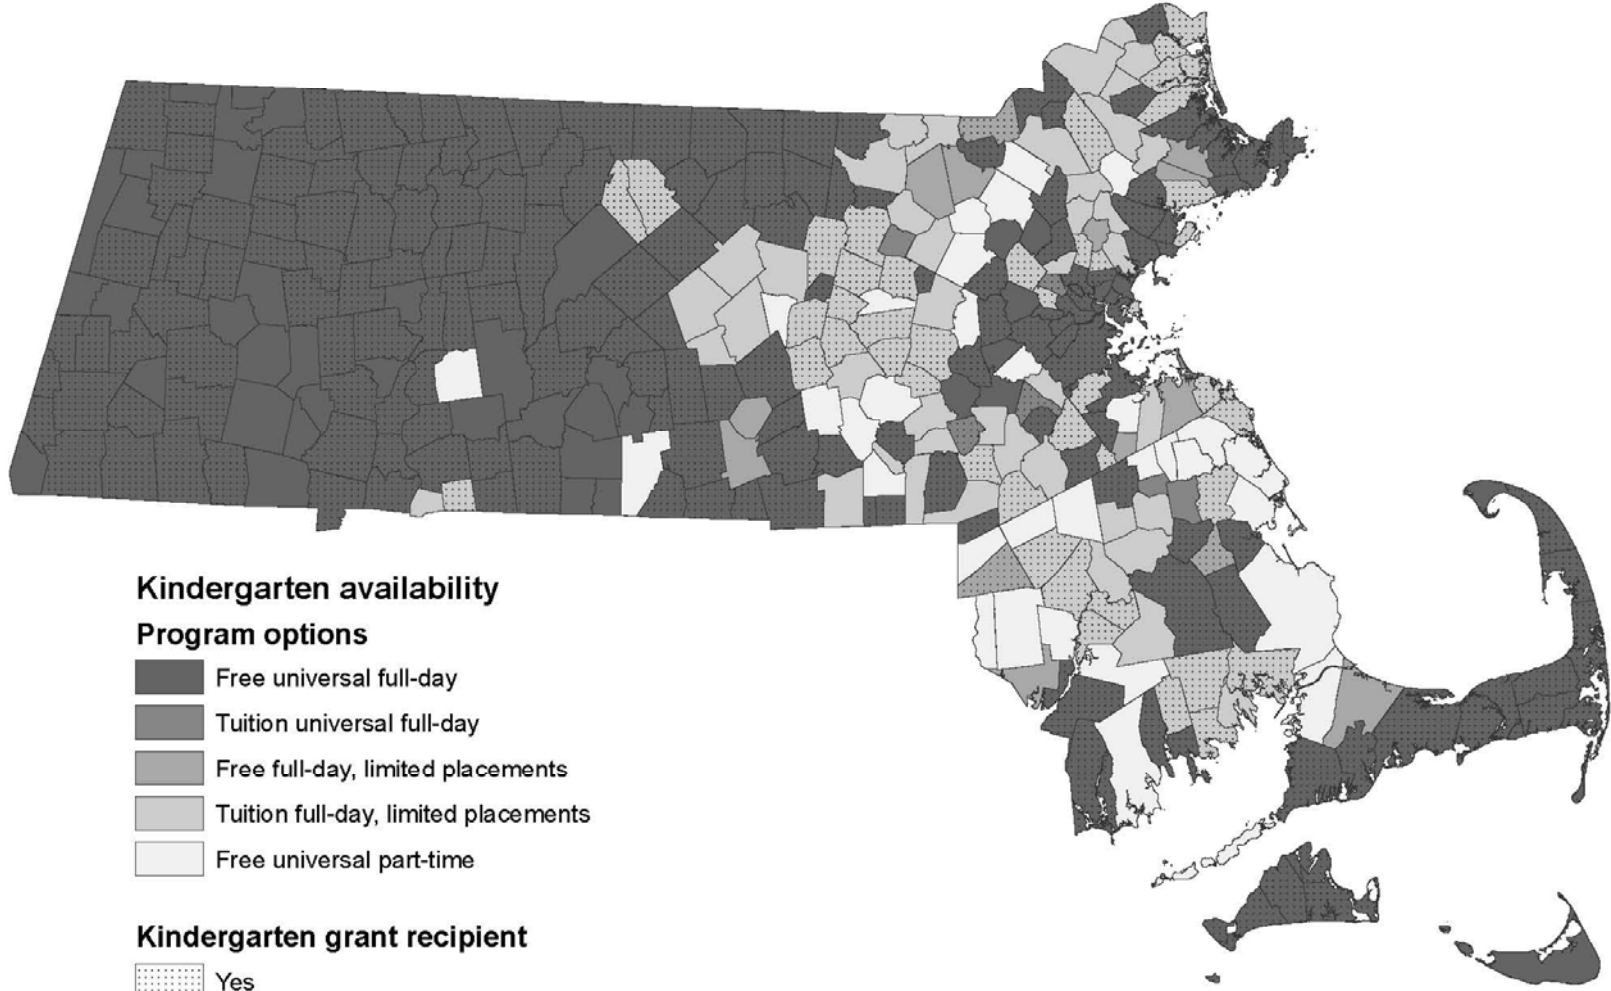 Kindergarten availability
Program options
Free universal full-day
Tuition universal full-day
Free full-day, limited placements
Tuition full-day, limited placements
Free universal part-time
Kindergarten grant recipient
Yes